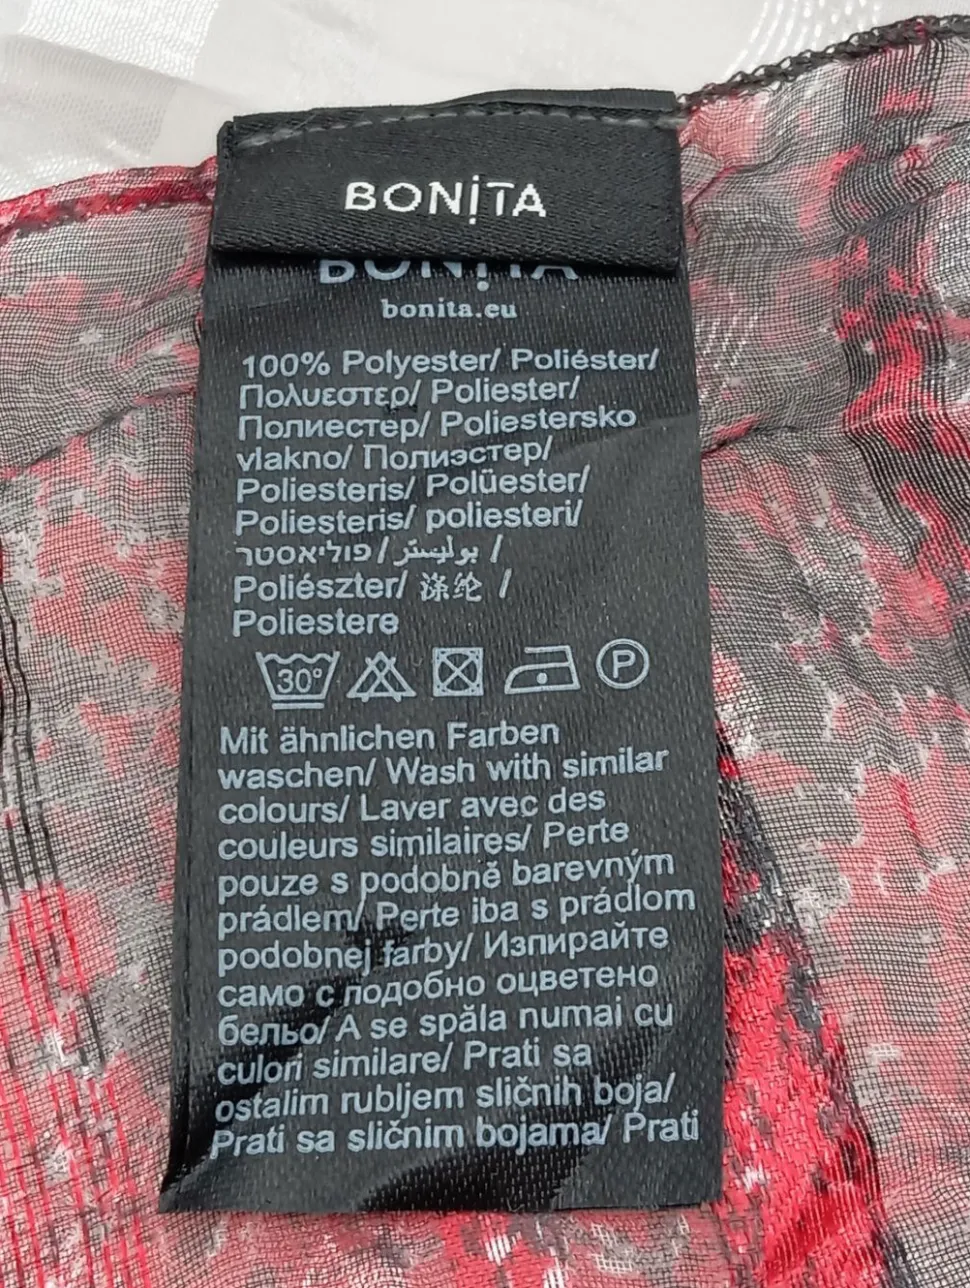 BONiTA
BONiTA
bonita.eu
100% Polyester/ Poliéster/
Πολυεστερ/ Poliester/
Полиестер/ Poliestersko
vlakno/ Полиэстер/
Poliesteris/ Polüester/
Poliesteris/ poliesteri/
פוליאסטר / بوليستر /
Poliészter/ 涤纶 /
Poliestere
30° P
Mit ähnlichen Farben
waschen/ Wash with similar
colours/ Laver avec des
couleurs similaires/ Perte
pouze s podobně barevným
prádlem/ Perte iba s prádlom
podobnej farby/ Изпирайте
само с подобно оцветено
бельо/ A se spăla numai cu
culori similare/ Prati sa
ostalim rubljem sličnih boja/
Prati sa sličnim bojama/ Prati